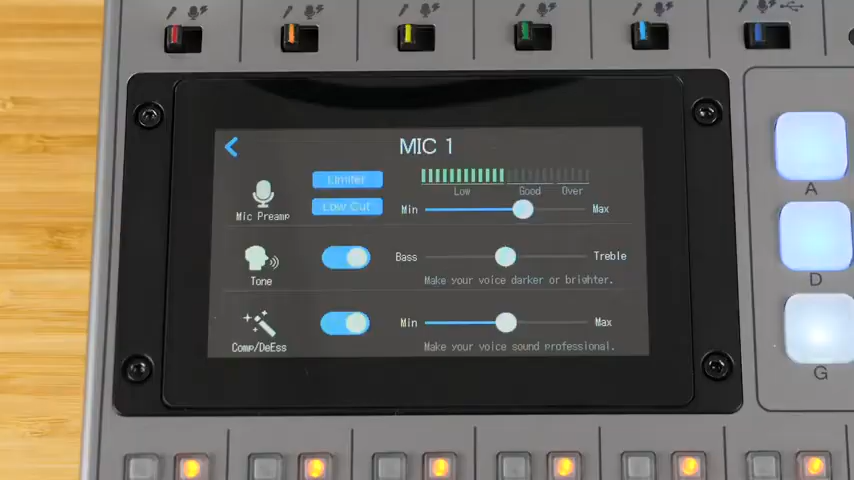 MIC 1
Limiter
Low Good Over
Low Cut
Mic Preamp
Min Max
Tone
Bass Treble
Make your voice darker or brighter.
Comp/DeEss
Min Max
Make your voice sound professional.
A
D
G